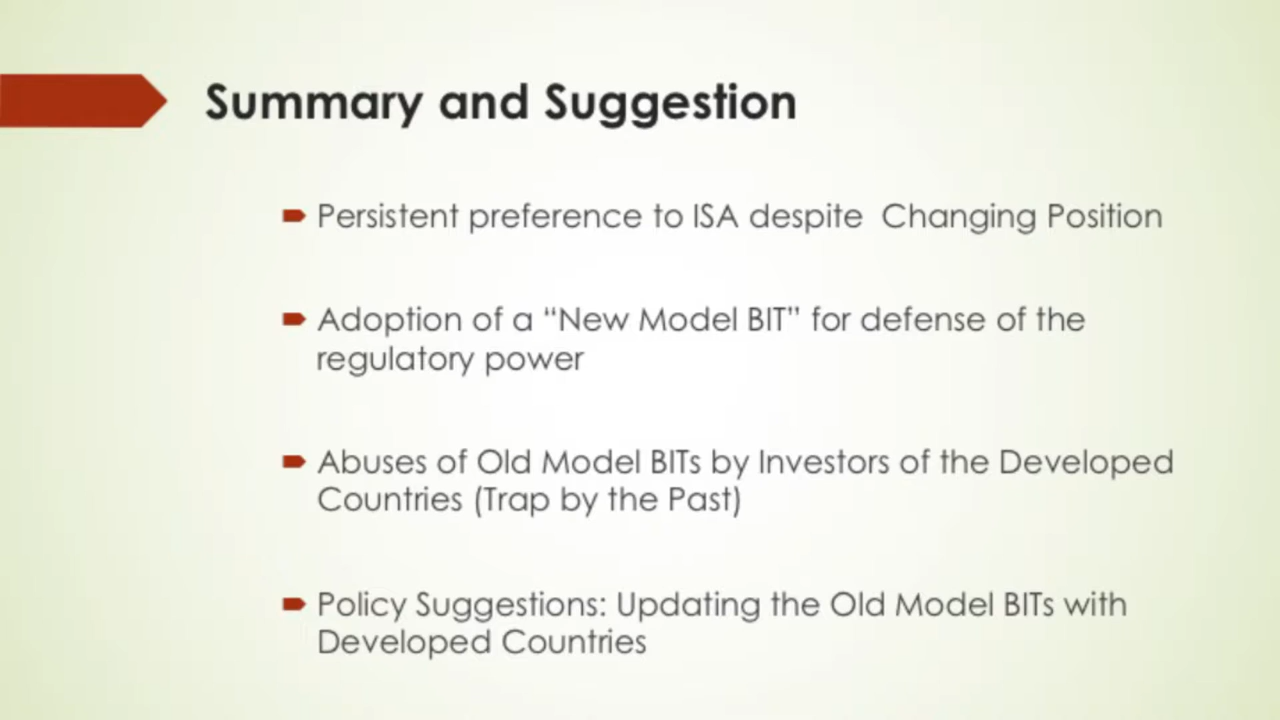 Summary and Suggestion
Persistent preference to ISA despite  Changing Position
Adoption of a “New Model BIT” for defense of the
regulatory power
Abuses of Old Model BITs by Investors of the Developed
Countries (Trap by the Past)
Policy Suggestions: Updating the Old Model BITs with
Developed Countries